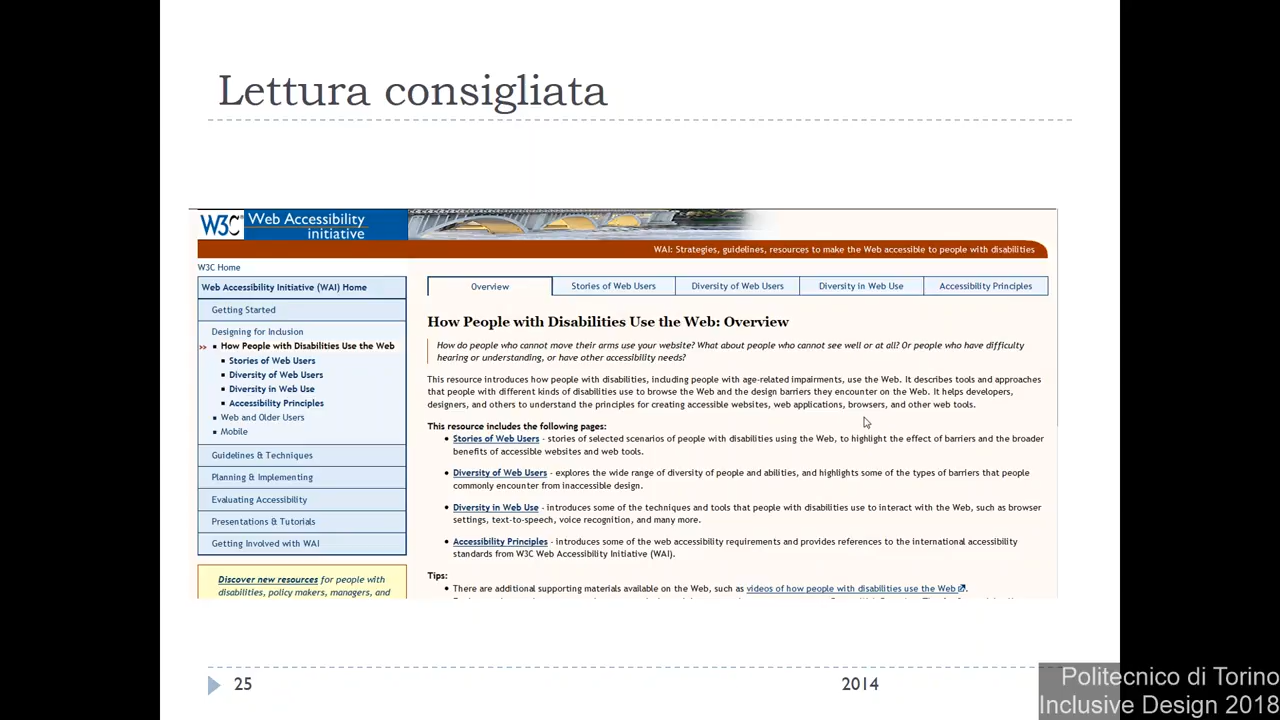 Lettura consigliata
W3C® Web Accessibility
initiative
WAI: Strategies, guidelines, resources to make the Web accessible to people with disabilities
W3C Home
Web Accessibility Initiative (WAI) Home
Getting Started
Designing for Inclusion
» ▪ How People with Disabilities Use the Web
▪ Stories of Web Users
▪ Diversity of Web Users
▪ Diversity in Web Use
▪ Accessibility Principles
▪ Web and Older Users
▪ Mobile
Guidelines & Techniques
Planning & Implementing
Evaluating Accessibility
Presentations & Tutorials
Getting Involved with WAI
Discover new resources for people with
disabilities, policy makers, managers, and
Overview Stories of Web Users Diversity of Web Users Diversity in Web Use Accessibility Principles
How People with Disabilities Use the Web: Overview
How do people who cannot move their arms use your website? What about people who cannot see well or at all? Or people who have difficulty
hearing or understanding, or have other accessibility needs?
This resource introduces how people with disabilities, including people with age-related impairments, use the Web. It describes tools and approaches
that people with different kinds of disabilities use to browse the Web and the design barriers they encounter on the Web. It helps developers,
designers, and others to understand the principles for creating accessible websites, web applications, browsers, and other web tools.
This resource includes the following pages:
• Stories of Web Users - stories of selected scenarios of people with disabilities using the Web, to highlight the effect of barriers and the broader
benefits of accessible websites and web tools.
• Diversity of Web Users - explores the wide range of diversity of people and abilities, and highlights some of the types of barriers that people
commonly encounter from inaccessible design.
• Diversity in Web Use - introduces some of the techniques and tools that people with disabilities use to interact with the Web, such as browser
settings, text-to-speech, voice recognition, and many more.
• Accessibility Principles - introduces some of the web accessibility requirements and provides references to the international accessibility
standards from W3C Web Accessibility Initiative (WAI).
Tips:
• There are additional supporting materials available on the Web, such as videos of how people with disabilities use the Web.
25
2014
Politecnico di Torino
Inclusive Design 2018